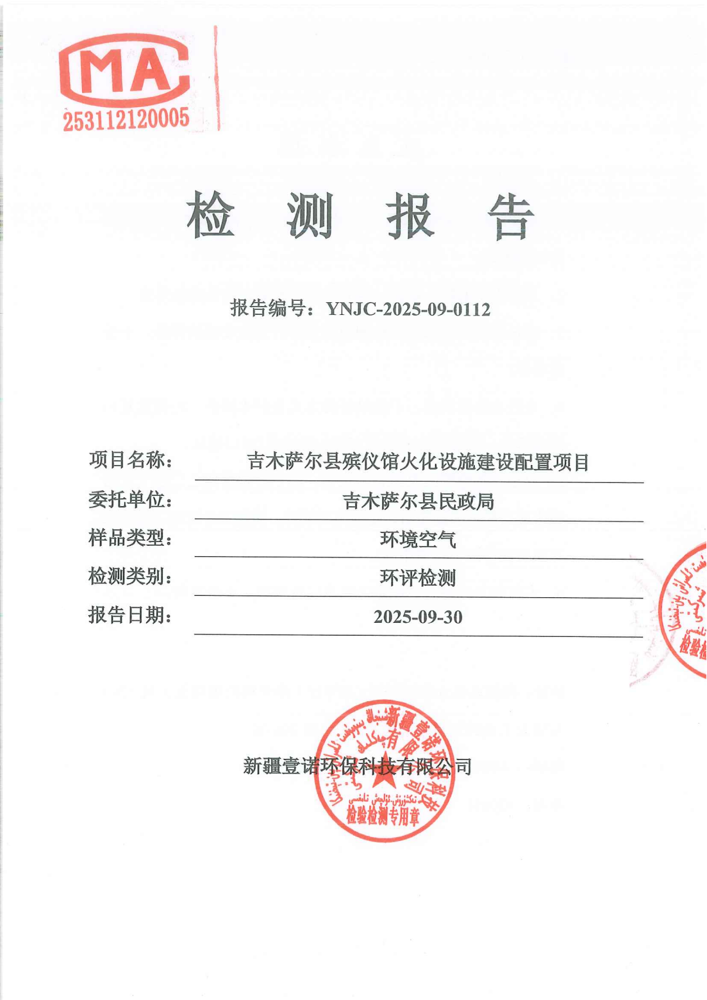 MA
253112120005
检测报告
报告编号：YNJC-2025-09-0112
项目名称： 吉木萨尔县殡仪馆火化设施建设配置项目
委托单位： 吉木萨尔县民政局
样品类型： 环境空气
检测类别： 环评检测
报告日期： 2025-09-30
新疆壹诺环保科技有限公司
新疆壹诺环保科技有限公司
检验检测专用章
检验检